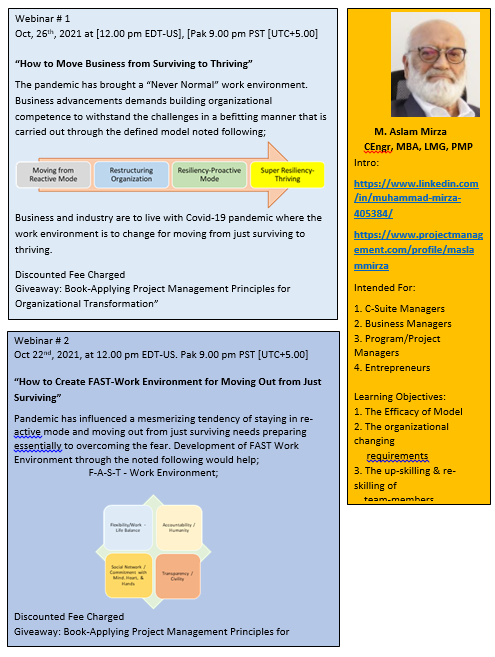 Webinar # 1
Oct, 26th, 2021 at [12.00 pm EDT-US], [Pak 9.00 pm PST [UTC+5.00]
“How to Move Business from Surviving to Thriving”
The pandemic has brought a “Never Normal” work environment.
Business advancements demands building organizational
competence to withstand the challenges in a befitting manner that is
carried out through the defined model noted following;
Moving from
Reactive Mode
Restructuring
Organization
Resiliency-Proactive
Mode
Super Resiliency-
Thriving
Business and industry are to live with Covid-19 pandemic where the
work environment is to change for moving from just surviving to
thriving.
Discounted Fee Charged
Giveaway: Book-Applying Project Management Principles for
Organizational Transformation”
Webinar # 2
Oct 22nd, 2021, at 12.00 pm EDT-US. Pak 9.00 pm PST [UTC+5.00]
“How to Create FAST-Work Environment for Moving Out from Just
Surviving”
Pandemic has influenced a mesmerizing tendency of staying in re-
active mode and moving out from just surviving needs preparing
essentially to overcoming the fear. Development of FAST Work
Environment through the noted following would help;
F-A-S-T - Work Environment;
Flexibility/Work -
Life Balance
Accountability /
Humanity
Social Network /
Commitment with
Mind, Heart, &
Hands
Transparency /
Civility
Discounted Fee Charged
Giveaway: Book-Applying Project Management Principles for
M. Aslam Mirza
CEngr, MBA, LMG, PMP
Intro:
https://www.linkedin.com
/in/muhammad-mirza-
405384/
https://www.projectmanag
ement.com/profile/masla
mmirza
Intended For:
1. C-Suite Managers
2. Business Managers
3. Program/Project
Managers
4. Entrepreneurs
Learning Objectives:
1. The Efficacy of Model
2. The organizational
changing
requirements
3. The up-skilling & re-
skilling of
team-members